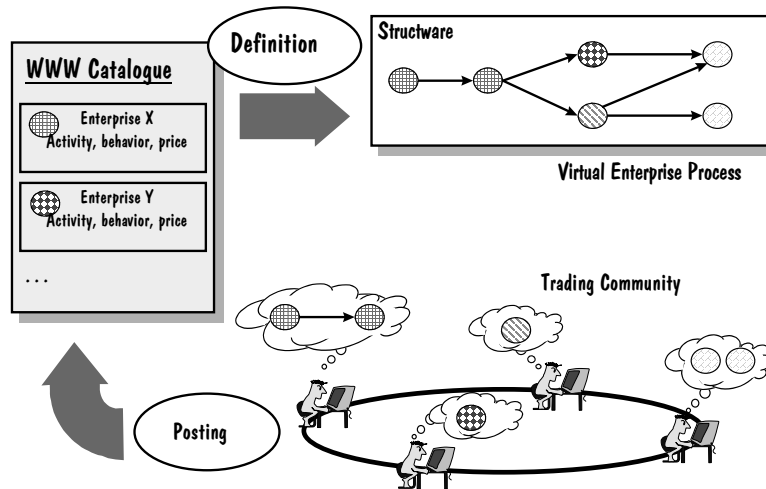 WWW Catalogue
Enterprise X
Activity, behavior, price
Enterprise Y
Activity, behavior, price
...
Definition
Structware
Virtual Enterprise Process
Trading Community
Posting